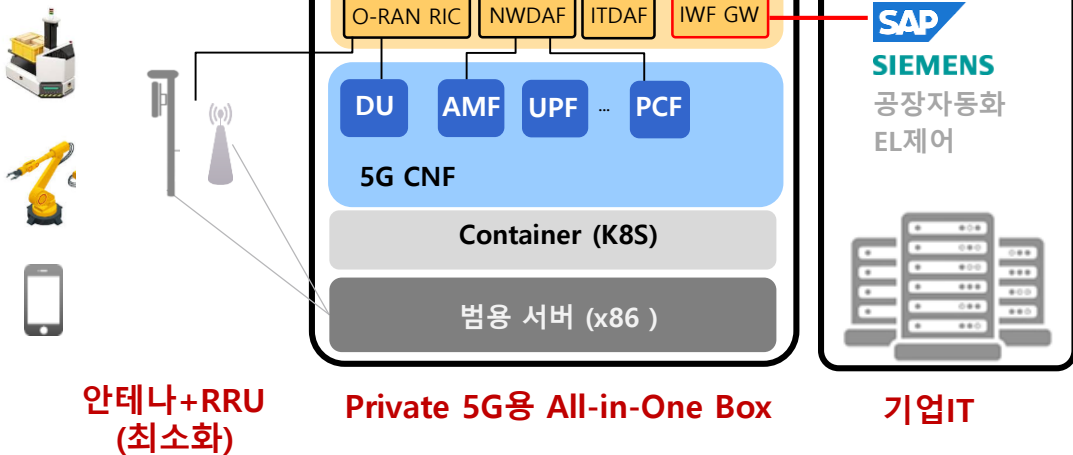 O-RAN RIC
NWDAF
ITDAF
IWF GW
SAP
SIEMENS
공장자동화
EL제어
DU
AMF
UPF
...
PCF
5G CNF
Container (K8S)
범용 서버 (x86 )
안테나+RRU
(최소화)
Private 5G용 All-in-One Box
기업IT